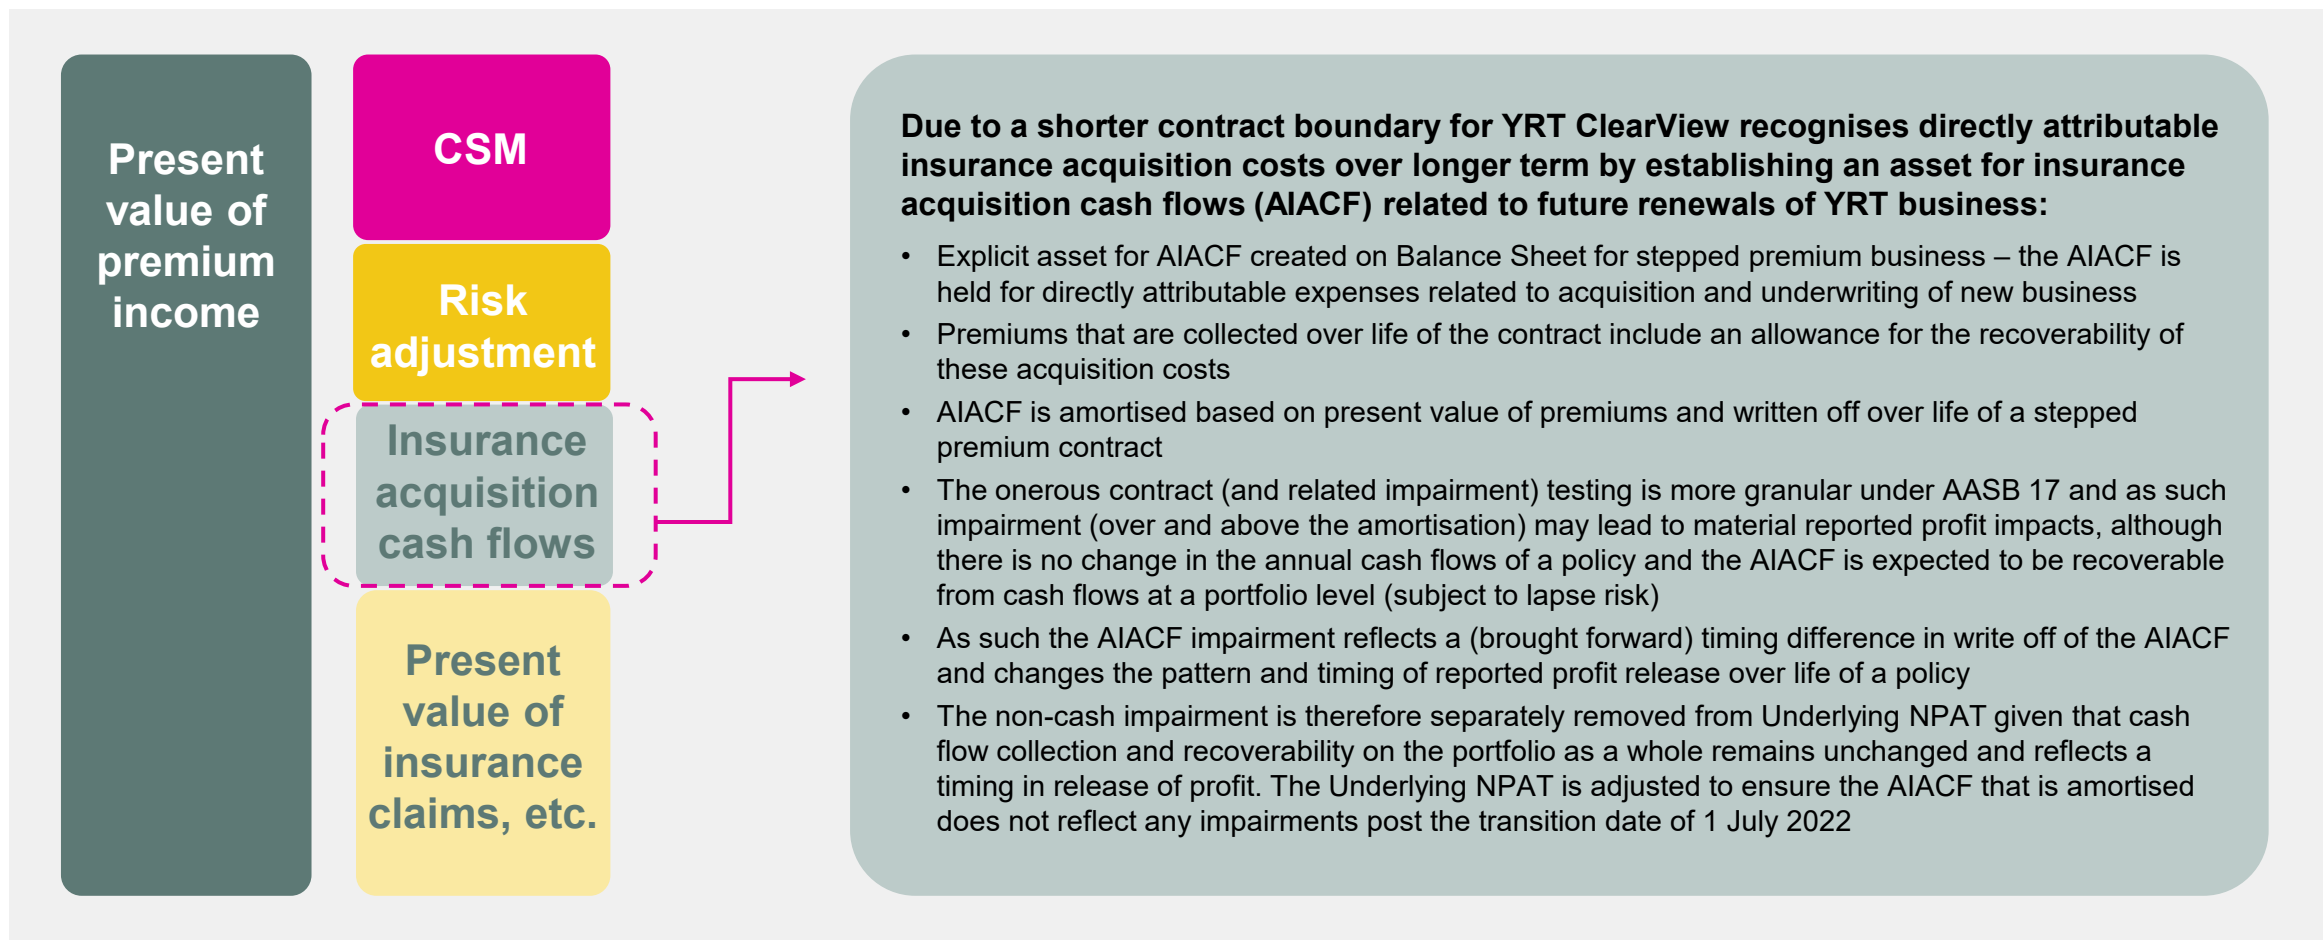 Present
value of
premium
income
CSM
Risk
adjustment
Insurance
acquisition
cash flows
Present
value of
insurance
claims, etc.
Due to a shorter contract boundary for YRT ClearView recognises directly attributable
insurance acquisition costs over longer term by establishing an asset for insurance
acquisition cash flows (AIACF) related to future renewals of YRT business:
• Explicit asset for AIACF created on Balance Sheet for stepped premium business – the AIACF is
held for directly attributable expenses related to acquisition and underwriting of new business
• Premiums that are collected over life of the contract include an allowance for the recoverability of
these acquisition costs
• AIACF is amortised based on present value of premiums and written off over life of a stepped
premium contract
• The onerous contract (and related impairment) testing is more granular under AASB 17 and as such
impairment (over and above the amortisation) may lead to material reported profit impacts, although
there is no change in the annual cash flows of a policy and the AIACF is expected to be recoverable
from cash flows at a portfolio level (subject to lapse risk)
• As such the AIACF impairment reflects a (brought forward) timing difference in write off of the AIACF
and changes the pattern and timing of reported profit release over life of a policy
• The non-cash impairment is therefore separately removed from Underlying NPAT given that cash
flow collection and recoverability on the portfolio as a whole remains unchanged and reflects a
timing in release of profit. The Underlying NPAT is adjusted to ensure the AIACF that is amortised
does not reflect any impairments post the transition date of 1 July 2022